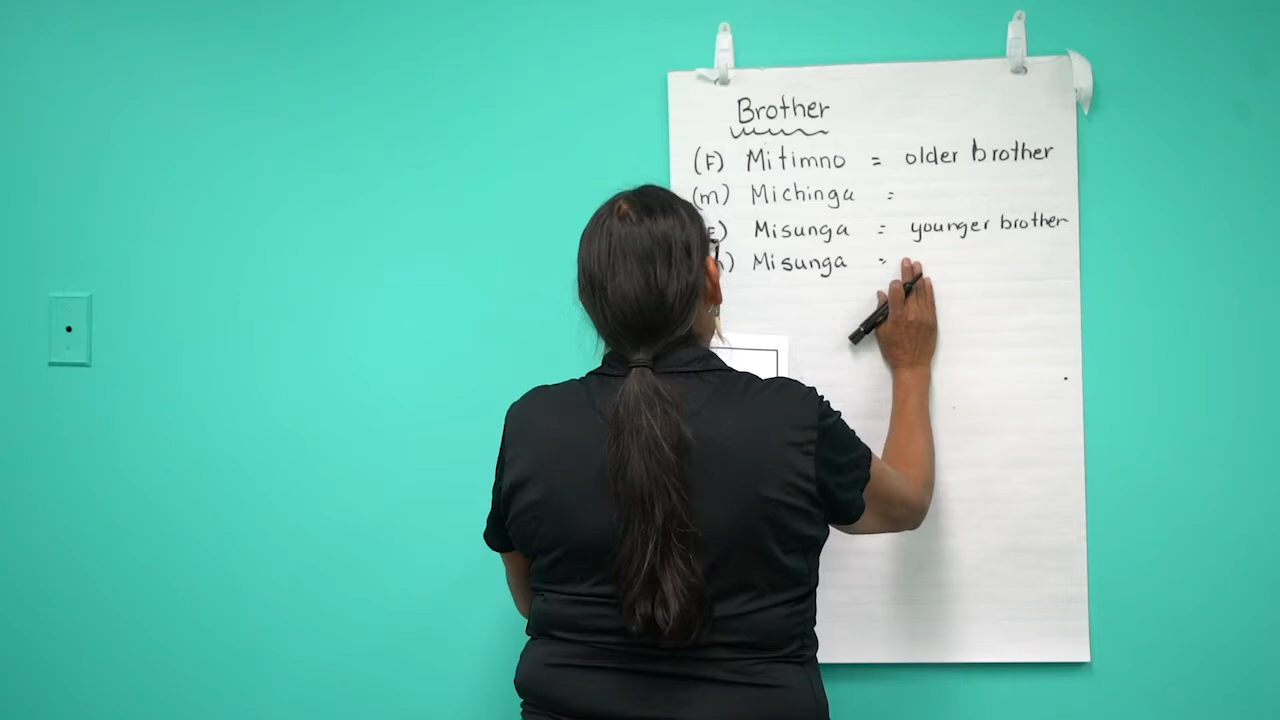 Brother
(F) Mitimno = older brother
(m) Michinga =
F) Misunga = younger brother
) Misunga =